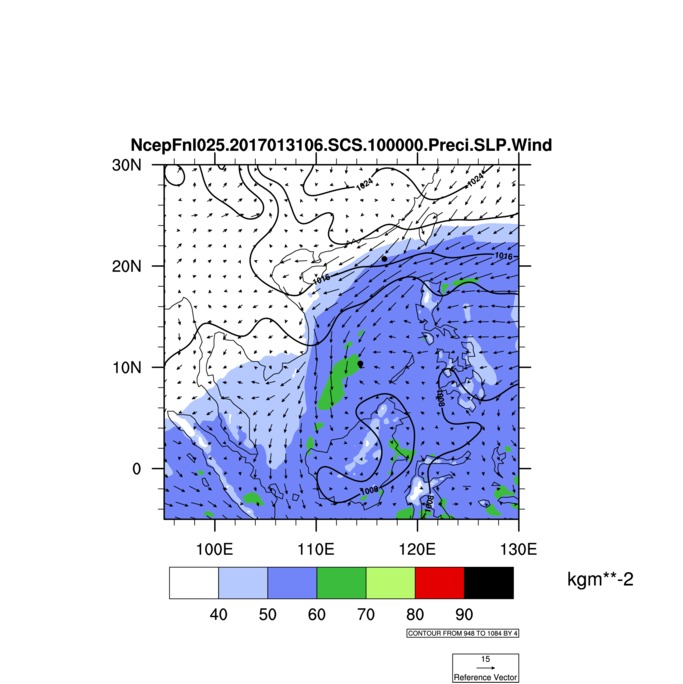 NcepFnl025.2017013106.SCS.100000.Preci.SLP.Wind
30N
1024
1024
20N
1016
1016
10N
1008
0
1008
1008
100E 110E 120E 130E
kgm**-2
40 50 60 70 80 90
CONTOUR FROM 948 TO 1084 BY 4
15
Reference Vector